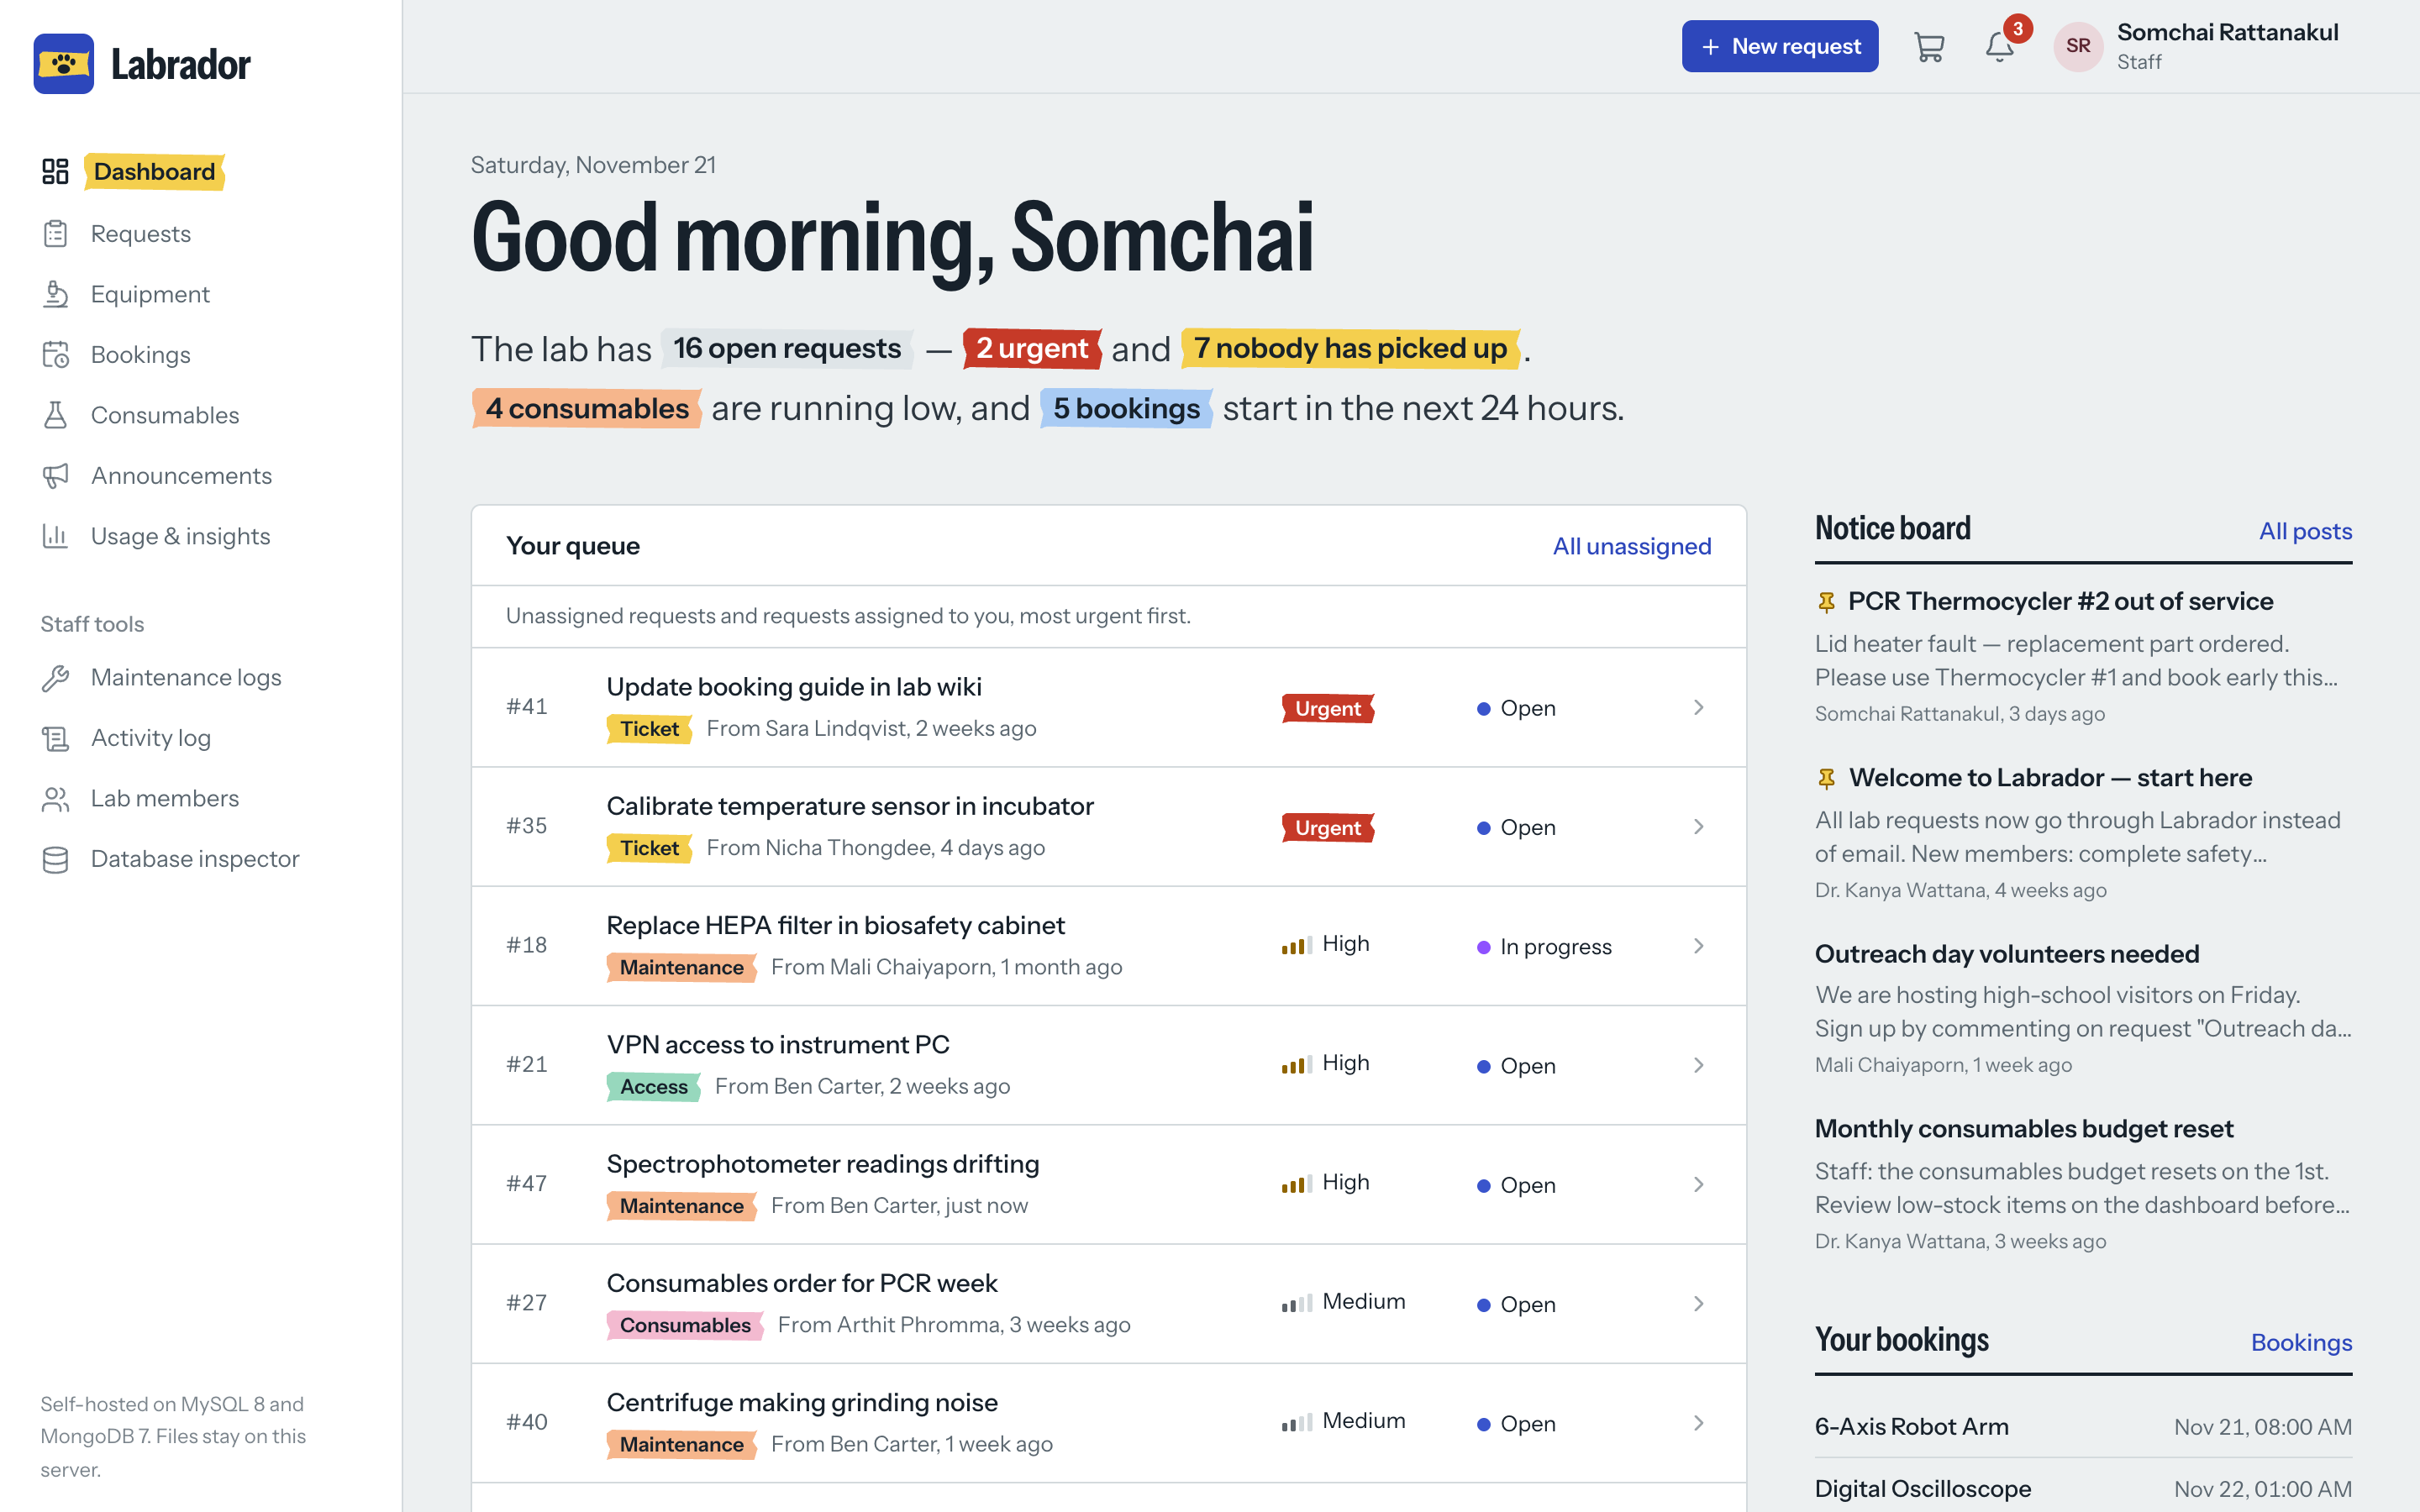 Labrador
Dashboard
Requests
Equipment
Bookings
Consumables
Announcements
Usage & insights
Staff tools
Maintenance logs
Activity log
Lab members
Database inspector
Self-hosted on MySQL 8 and
MongoDB 7. Files stay on this
server.
+ New request
3
SR
Somchai Rattanakul
Staff
Saturday, November 21
Good morning, Somchai
The lab has 16 open requests — 2 urgent and 7 nobody has picked up .
4 consumables are running low, and 5 bookings start in the next 24 hours.
Your queue
All unassigned
Unassigned requests and requests assigned to you, most urgent first.
#41
Update booking guide in lab wiki
Ticket From Sara Lindqvist, 2 weeks ago
Urgent
Open
#35
Calibrate temperature sensor in incubator
Ticket From Nicha Thongdee, 4 days ago
Urgent
Open
#18
Replace HEPA filter in biosafety cabinet
Maintenance From Mali Chaiyaporn, 1 month ago
High
In progress
#21
VPN access to instrument PC
Access From Ben Carter, 2 weeks ago
High
Open
#47
Spectrophotometer readings drifting
Maintenance From Ben Carter, just now
High
Open
#27
Consumables order for PCR week
Consumables From Arthit Phromma, 3 weeks ago
Medium
Open
#40
Centrifuge making grinding noise
Maintenance From Ben Carter, 1 week ago
Medium
Open
Notice board
All posts
PCR Thermocycler #2 out of service
Lid heater fault — replacement part ordered.
Please use Thermocycler #1 and book early this...
Somchai Rattanakul, 3 days ago
Welcome to Labrador — start here
All lab requests now go through Labrador instead
of email. New members: complete safety...
Dr. Kanya Wattana, 4 weeks ago
Outreach day volunteers needed
We are hosting high-school visitors on Friday.
Sign up by commenting on request "Outreach da...
Mali Chaiyaporn, 1 week ago
Monthly consumables budget reset
Staff: the consumables budget resets on the 1st.
Review low-stock items on the dashboard before...
Dr. Kanya Wattana, 3 weeks ago
Your bookings
Bookings
6-Axis Robot Arm
Nov 21, 08:00 AM
Digital Oscilloscope
Nov 22, 01:00 AM